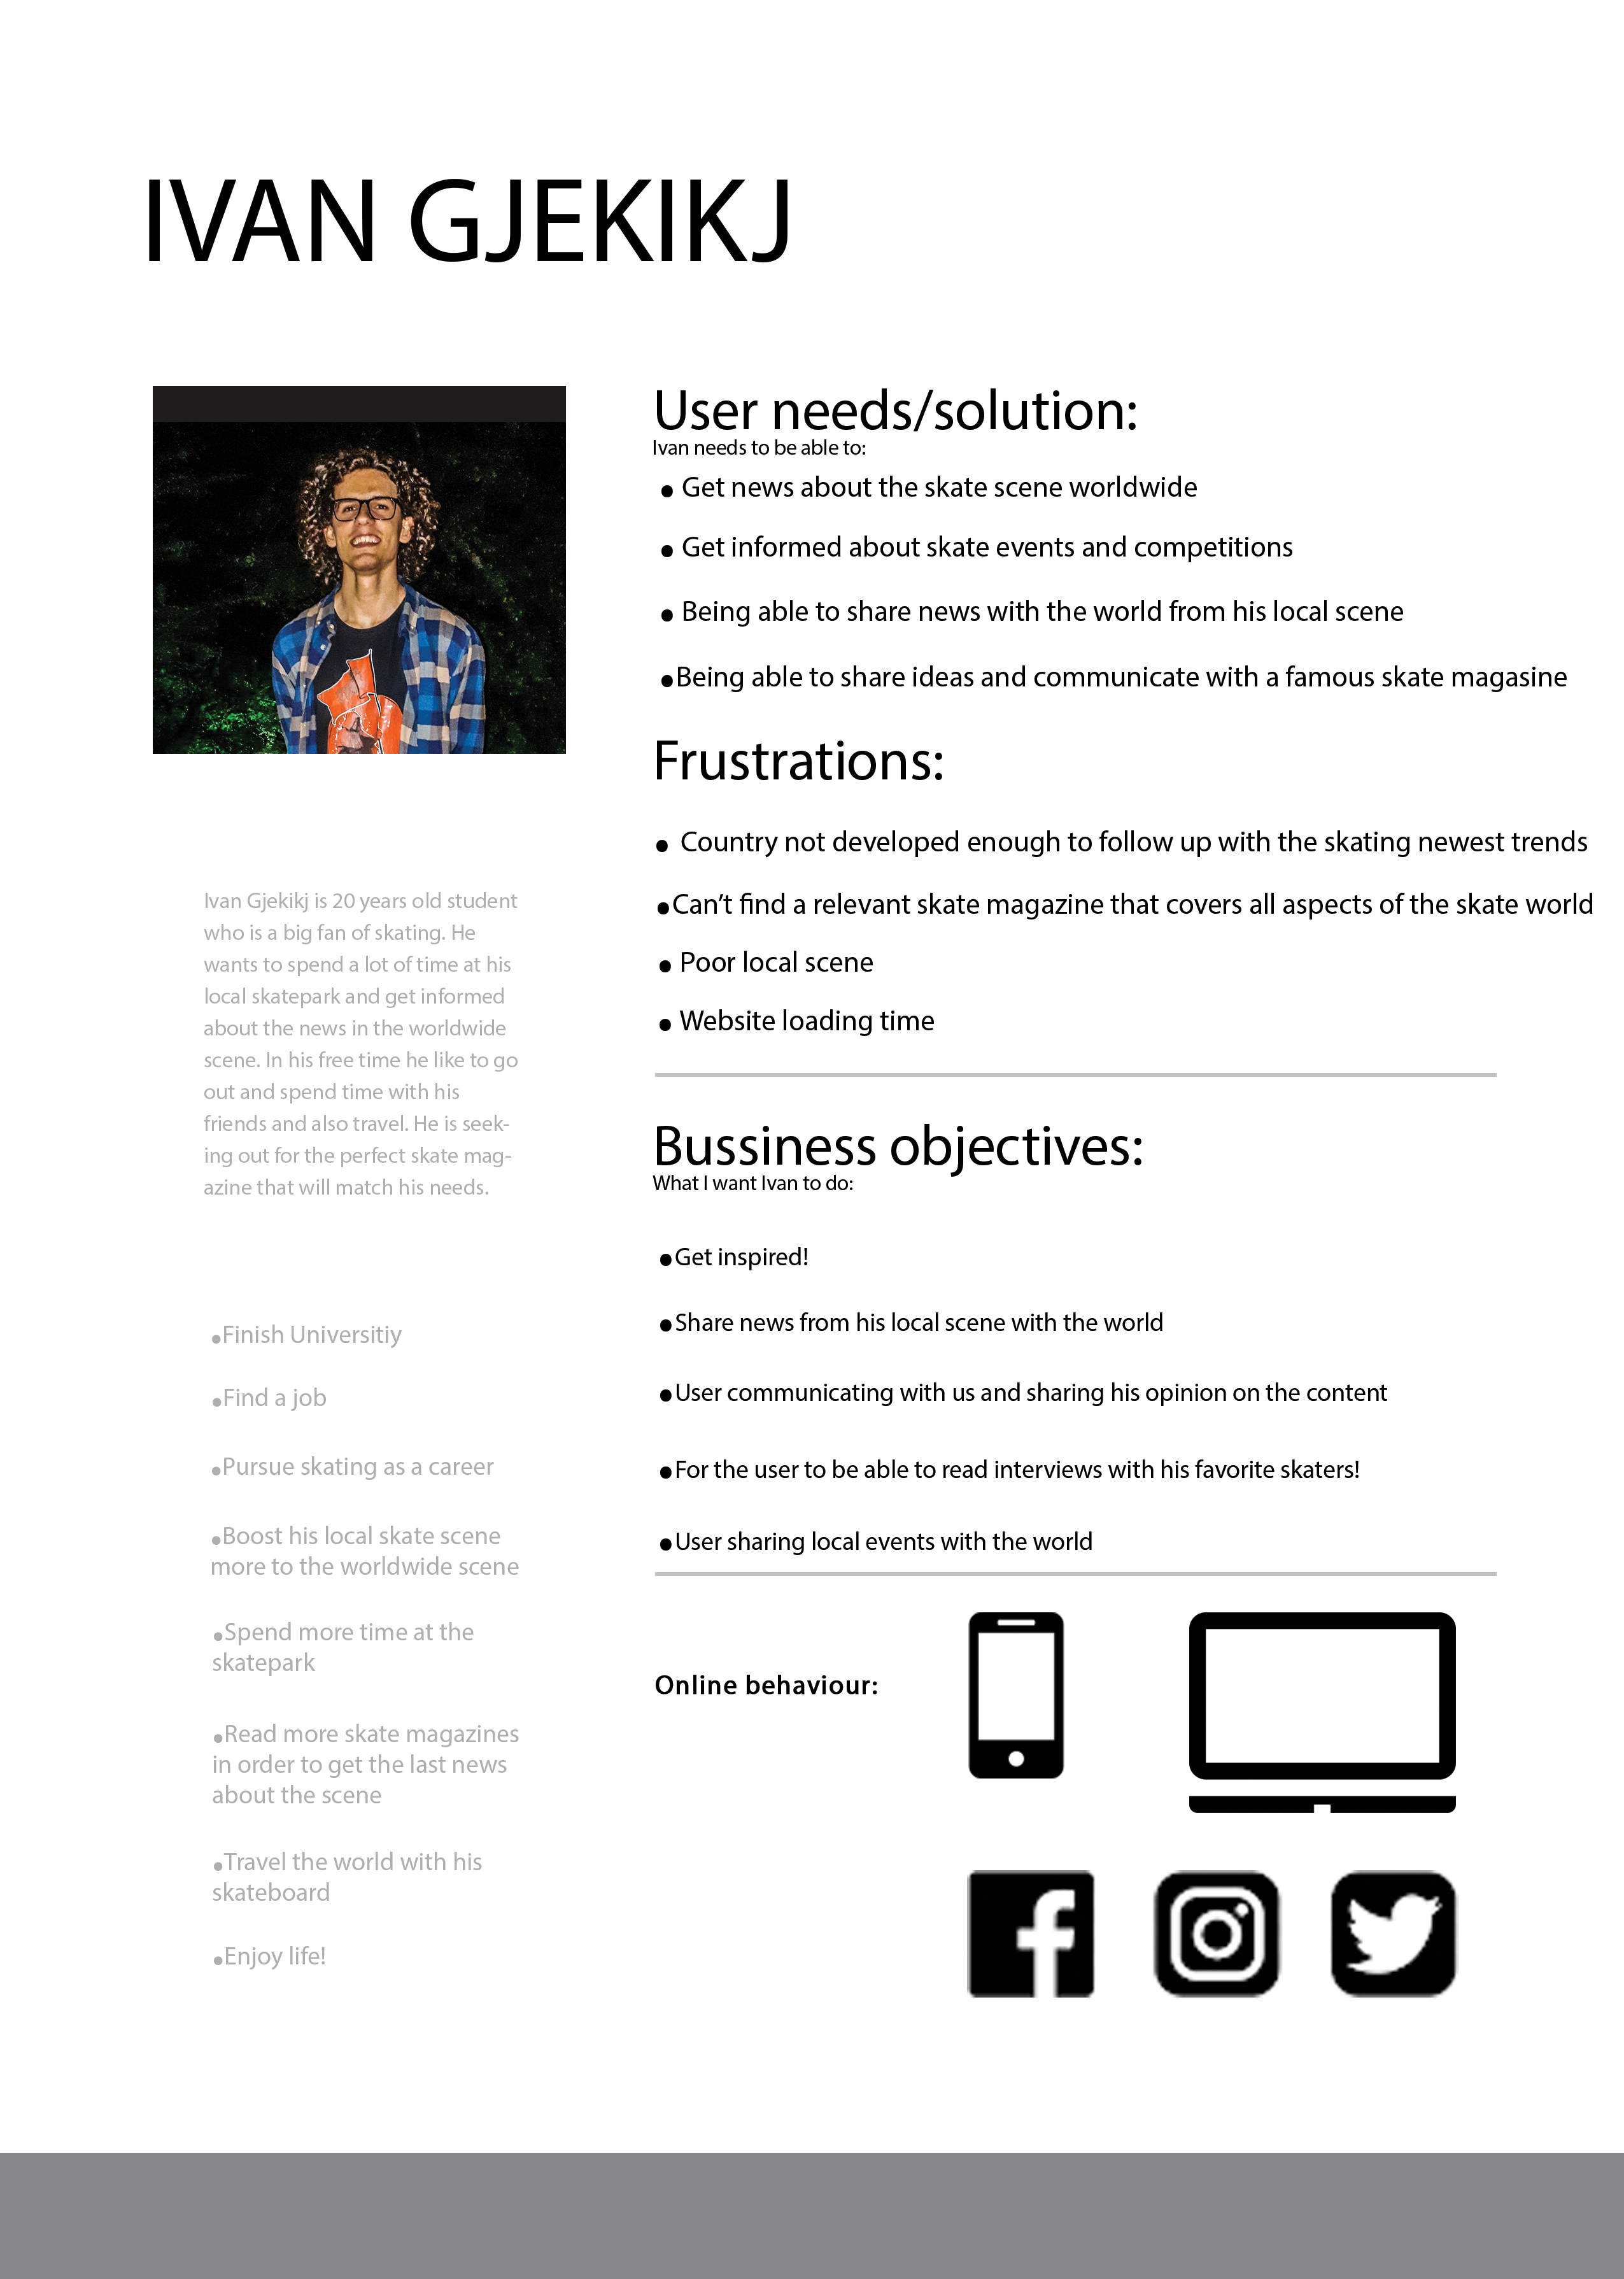 IVAN GJEKIKJ
Ivan Gjekikj is 20 years old student
who is a big fan of skating. He
wants to spend a lot of time at his
local skatepark and get informed
about the news in the worldwide
scene. In his free time he like to go
out and spend time with his
friends and also travel. He is seek-
ing out for the perfect skate mag-
azine that will match his needs.
•Finish Universitiy
•Find a job
•Pursue skating as a career
•Boost his local skate scene
more to the worldwide scene
•Spend more time at the
skatepark
•Read more skate magazines
in order to get the last news
about the scene
•Travel the world with his
skateboard
•Enjoy life!
User needs/solution:
Ivan needs to be able to:
• Get news about the skate scene worldwide
• Get informed about skate events and competitions
• Being able to share news with the world from his local scene
•Being able to share ideas and communicate with a famous skate magasine
Frustrations:
• Country not developed enough to follow up with the skating newest trends
•Can’t find a relevant skate magazine that covers all aspects of the skate world
• Poor local scene
• Website loading time
Bussiness objectives:
What I want Ivan to do:
•Get inspired!
•Share news from his local scene with the world
•User communicating with us and sharing his opinion on the content
•For the user to be able to read interviews with his favorite skaters!
•User sharing local events with the world
Online behaviour: